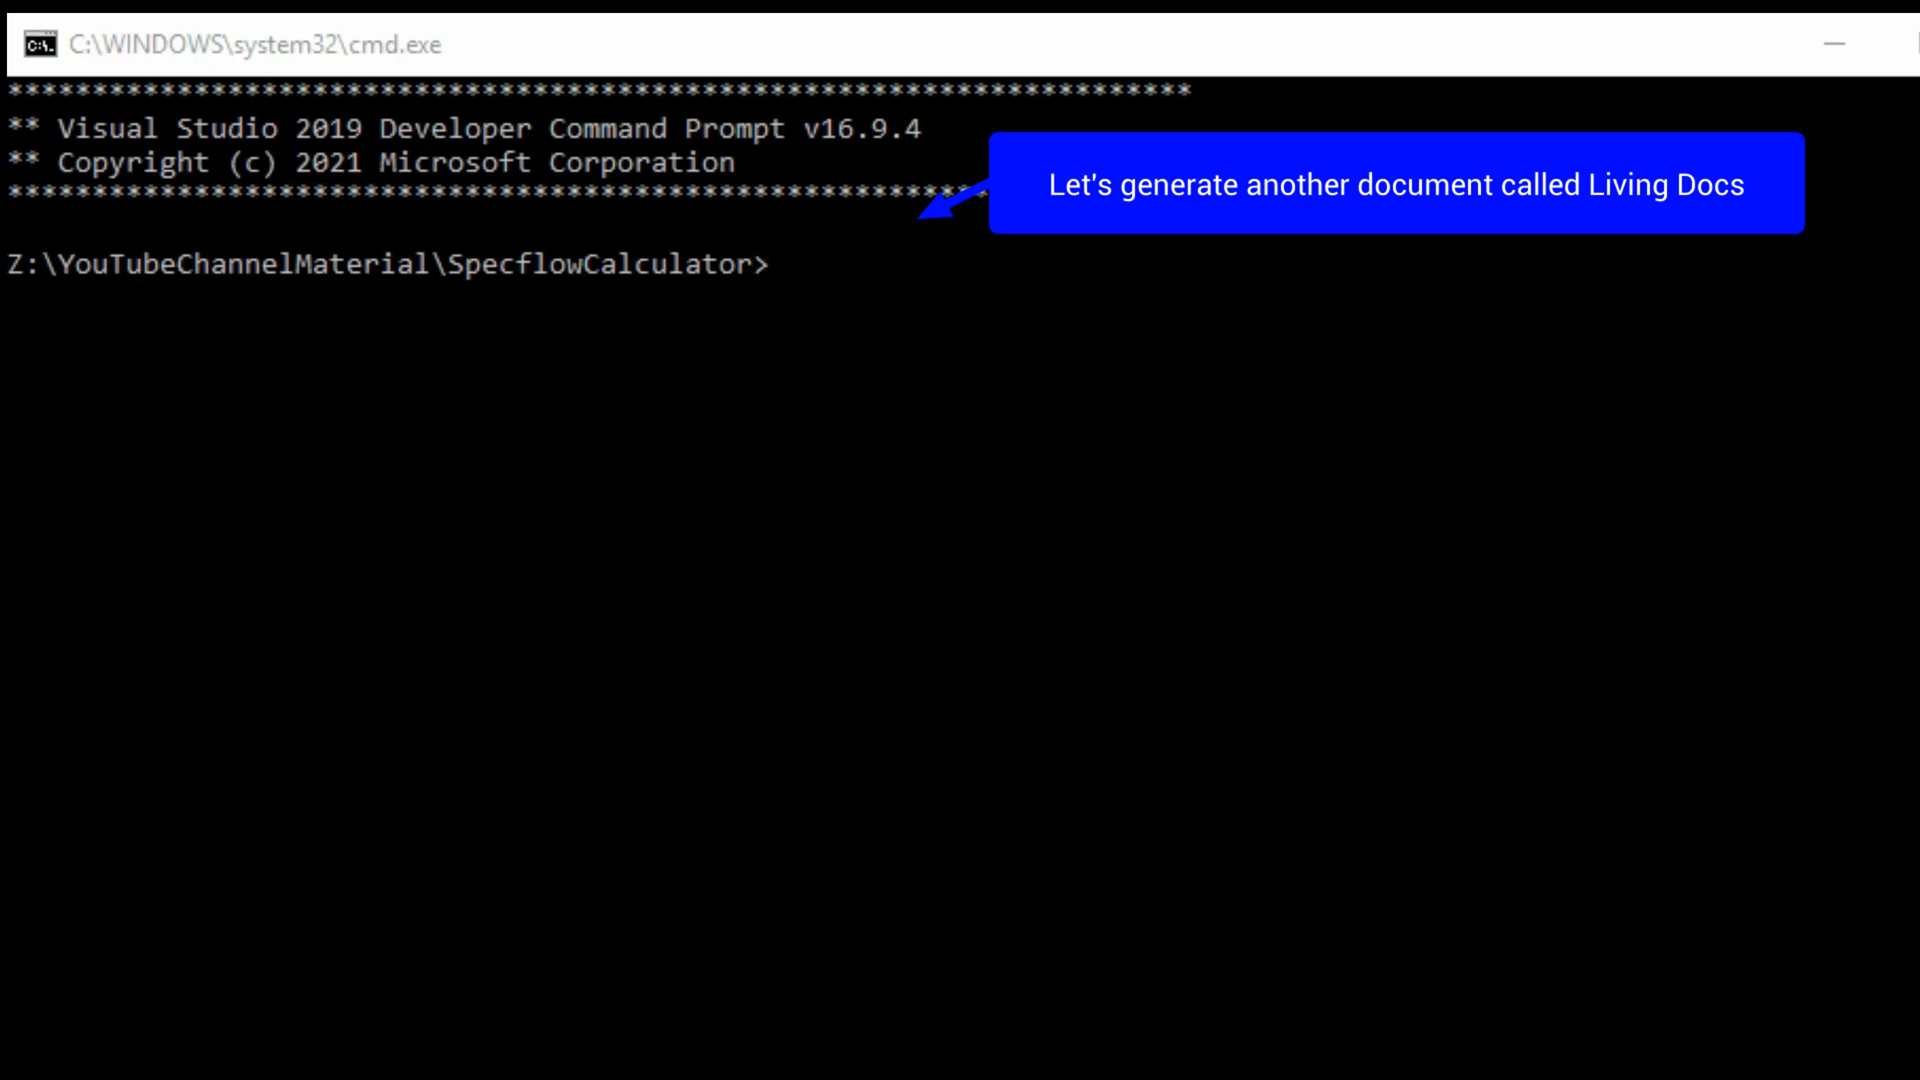 C:\WINDOWS\system32\cmd.exe
**********************************************************************
** Visual Studio 2019 Developer Command Prompt v16.9.4
** Copyright (c) 2021 Microsoft Corporation
**********************************************************
Let's generate another document called Living Docs
Z:\YouTubeChannelMaterial\SpecflowCalculator>